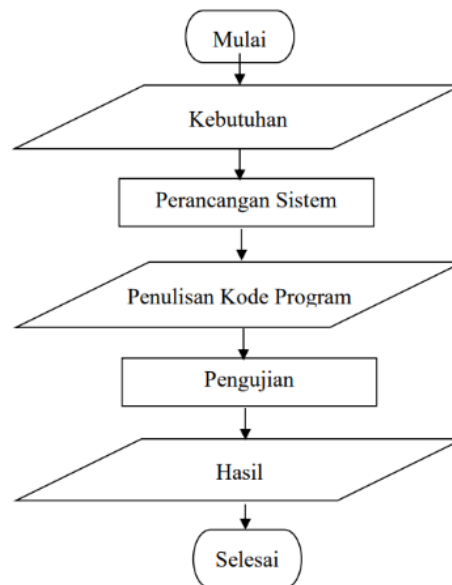 Mulai
Kebutuhan
Perancangan Sistem
Penulisan Kode Program
Pengujian
Hasil
Selesai